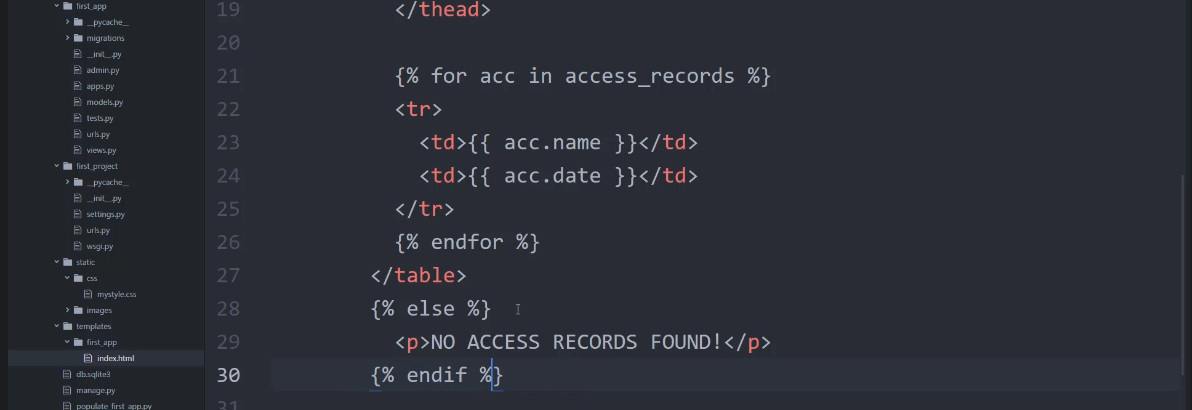 first_app
__pycache__
migrations
__init__.py
admin.py
apps.py
models.py
tests.py
urls.py
views.py
first_project
__pycache__
__init__.py
settings.py
urls.py
wsgi.py
static
css
mystyle.css
images
templates
first_app
index.html
db.sqlite3
manage.py
populate_first_app.py
19 </thead>
20
21 {% for acc in access_records %}
22 <tr>
23 <td>{{ acc.name }}</td>
24 <td>{{ acc.date }}</td>
25 </tr>
26 {% endfor %}
27 </table>
28 {% else %}
29 <p>NO ACCESS RECORDS FOUND!</p>
30 {% endif %}
31